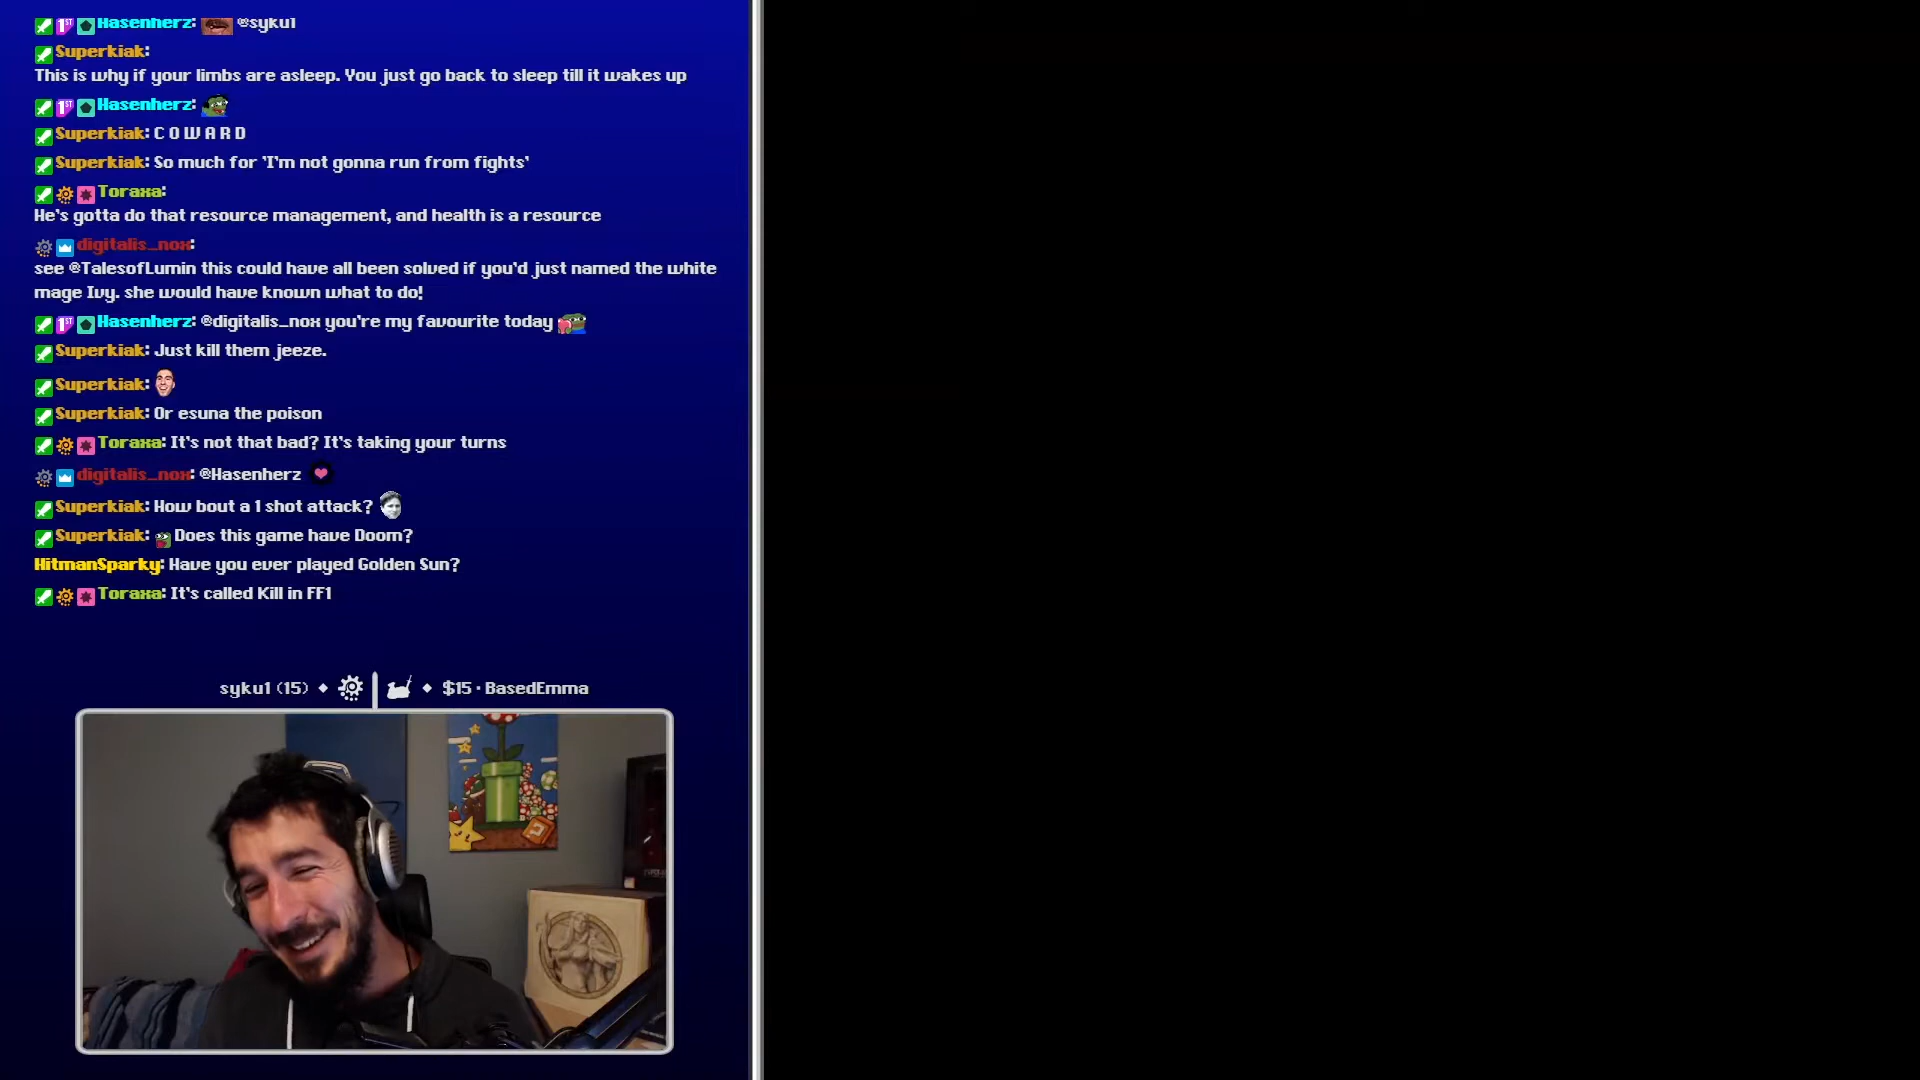 Hasenherz: @syku1
Superkiak:
This is why if your limbs are asleep. You just go back to sleep till it wakes up
Hasenherz:
Superkiak: C O W A R D
Superkiak: So much for 'I'm not gonna run from fights'
Toraxa:
He's gotta do that resource management, and health is a resource
digitalis_nox:
see @TalesofLumin this could have all been solved if you'd just named the white
mage Ivy. she would have known what to do!
Hasenherz: @digitalis_nox you're my favourite today
Superkiak: Just kill them jeeze.
Superkiak:
Superkiak: Or esuna the poison
Toraxa: It's not that bad? It's taking your turns
digitalis_nox: @Hasenherz
Superkiak: How bout a 1 shot attack?
Superkiak: Does this game have Doom?
HitmanSparky: Have you ever played Golden Sun?
Toraxa: It's called Kill in FF1
syku1 (15) ◆ ◆ $15 · BasedEmma